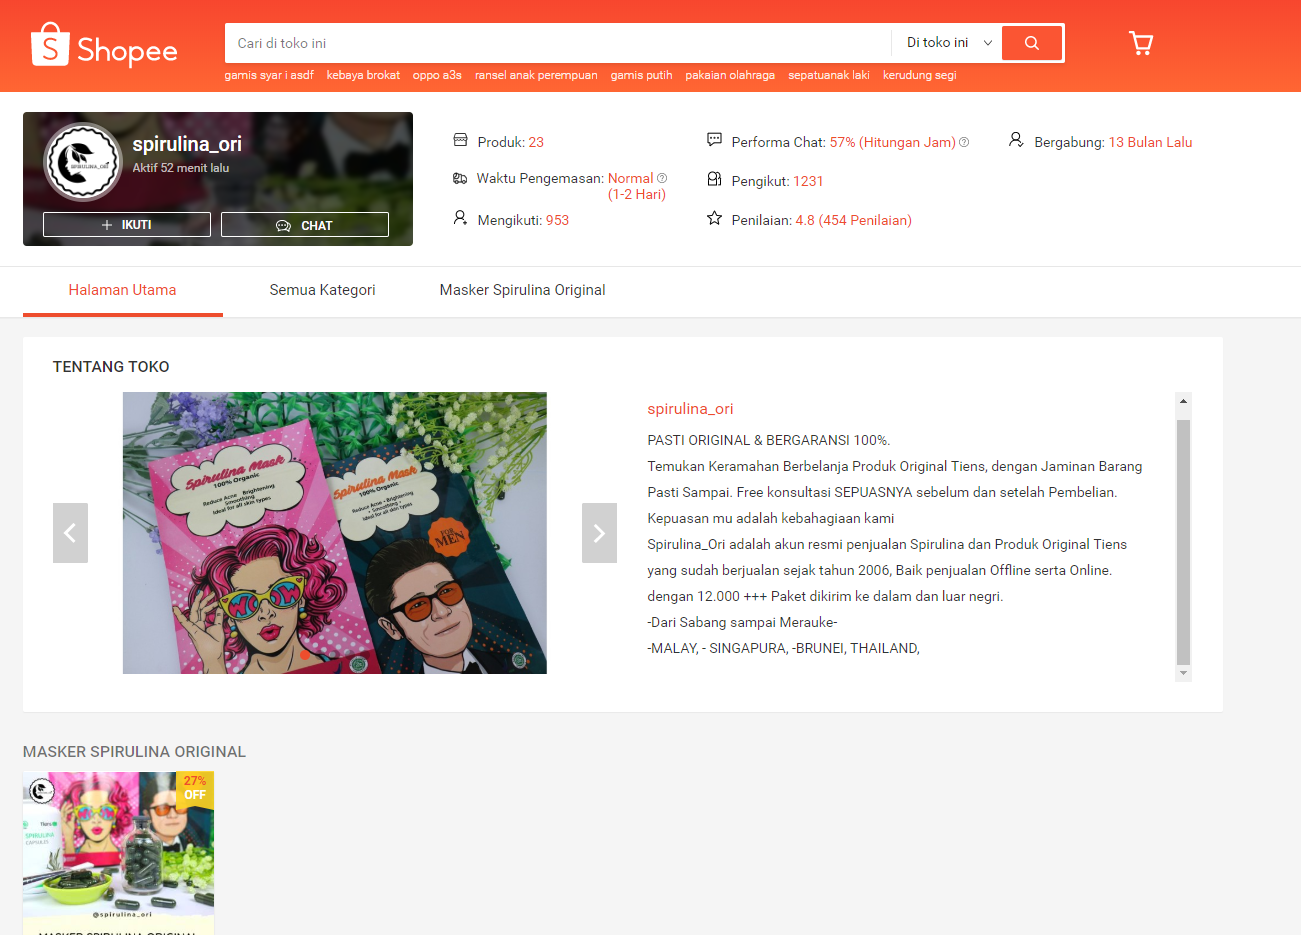 Shopee
Cari di toko ini
Di toko ini
gamis syar i asdf kebaya brokat oppo a3s ransel anak perempuan gamis putih pakaian olahraga sepatuanak laki kerudung segi
spirulina_ori
Aktif 52 menit lalu
IKUTI
CHAT
Produk: 23
Waktu Pengemasan: Normal
(1-2 Hari)
Mengikuti: 953
Performa Chat: 57% (Hitungan Jam)
Pengikut: 1231
Penilaian: 4.8 (454 Penilaian)
Bergabung: 13 Bulan Lalu
Halaman Utama
Semua Kategori
Masker Spirulina Original
TENTANG TOKO
Spirulina Mask
100% Organic
Reduce Acne - Brightening
Smoothing
Ideal for all skin types
WOW
Spirulina Mask
100% Organic
Reduce Acne - Brightening
- Smoothing -
Ideal for all skin types
FOR
MEN
spirulina_ori
PASTI ORIGINAL & BERGARANSI 100%.
Temukan Keramahan Berbelanja Produk Original Tiens, dengan Jaminan Barang
Pasti Sampai. Free konsultasi SEPUASNYA sebelum dan setelah Pembelian.
Kepuasan mu adalah kebahagiaan kami
Spirulina_Ori adalah akun resmi penjualan Spirulina dan Produk Original Tiens
yang sudah berjualan sejak tahun 2006, Baik penjualan Offline serta Online.
dengan 12.000 +++ Paket dikirim ke dalam dan luar negri.
-Dari Sabang sampai Merauke-
-MALAY, - SINGAPURA, -BRUNEI, THAILAND,
MASKER SPIRULINA ORIGINAL
27%
OFF
Tiens
SPIRULINA
CAPSULES
@spirulina_ori
MASKER SPIRULINA ORIGINAL